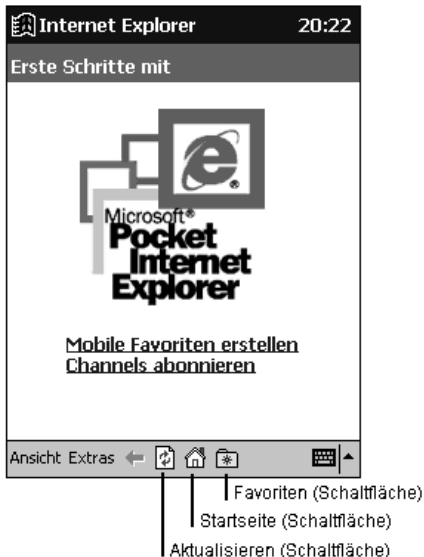 Internet Explorer 20:22
Erste Schritte mit
Microsoft®
Pocket
Internet
Explorer
Mobile Favoriten erstellen
Channels abonnieren
Ansicht Extras
Favoriten (Schaltfläche)
Startseite (Schaltfläche)
Aktualisieren (Schaltfläche)